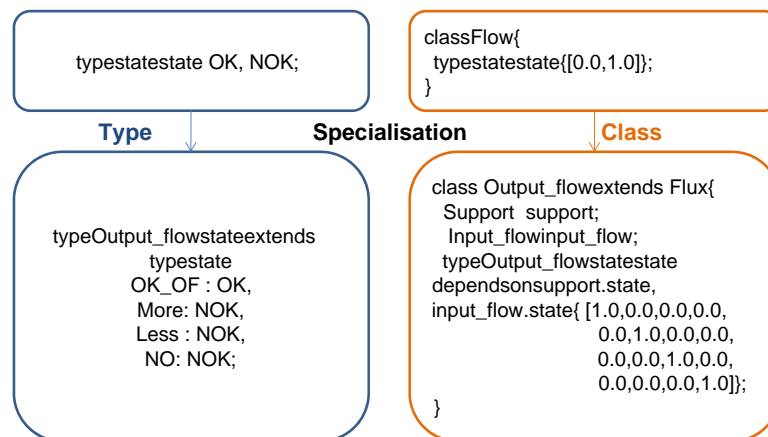 typestatestate OK, NOK;
classFlow{
typestatestate{[0.0,1.0]};
}
Type
Specialisation
Class
typeOutput_flowstateextends
typestate
OK_OF : OK,
More: NOK,
Less : NOK,
NO: NOK;
class Output_flowextends Flux{
Support  support;
Input_flowinput_flow;
typeOutput_flowstatestate
dependsonsupport.state,
input_flow.state{ [1.0,0.0,0.0,0.0,
0.0,1.0,0.0,0.0,
0.0,0.0,1.0,0.0,
0.0,0.0,0.0,1.0]};
}